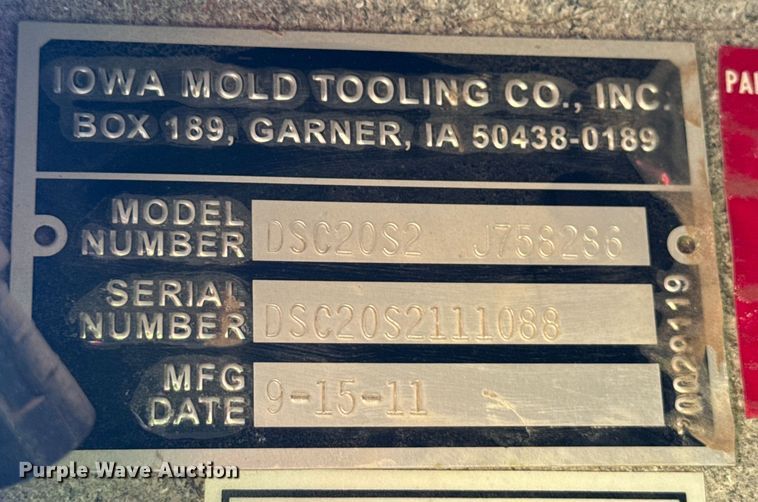 IOWA MOLD TOOLING CO., INC.
BOX 189, GARNER, IA 50438-0189
MODEL
NUMBER
DSC20S2 J758286
SERIAL
NUMBER
DSC20S2111088
MFG
DATE
9-15-11
Purple Wave Auction